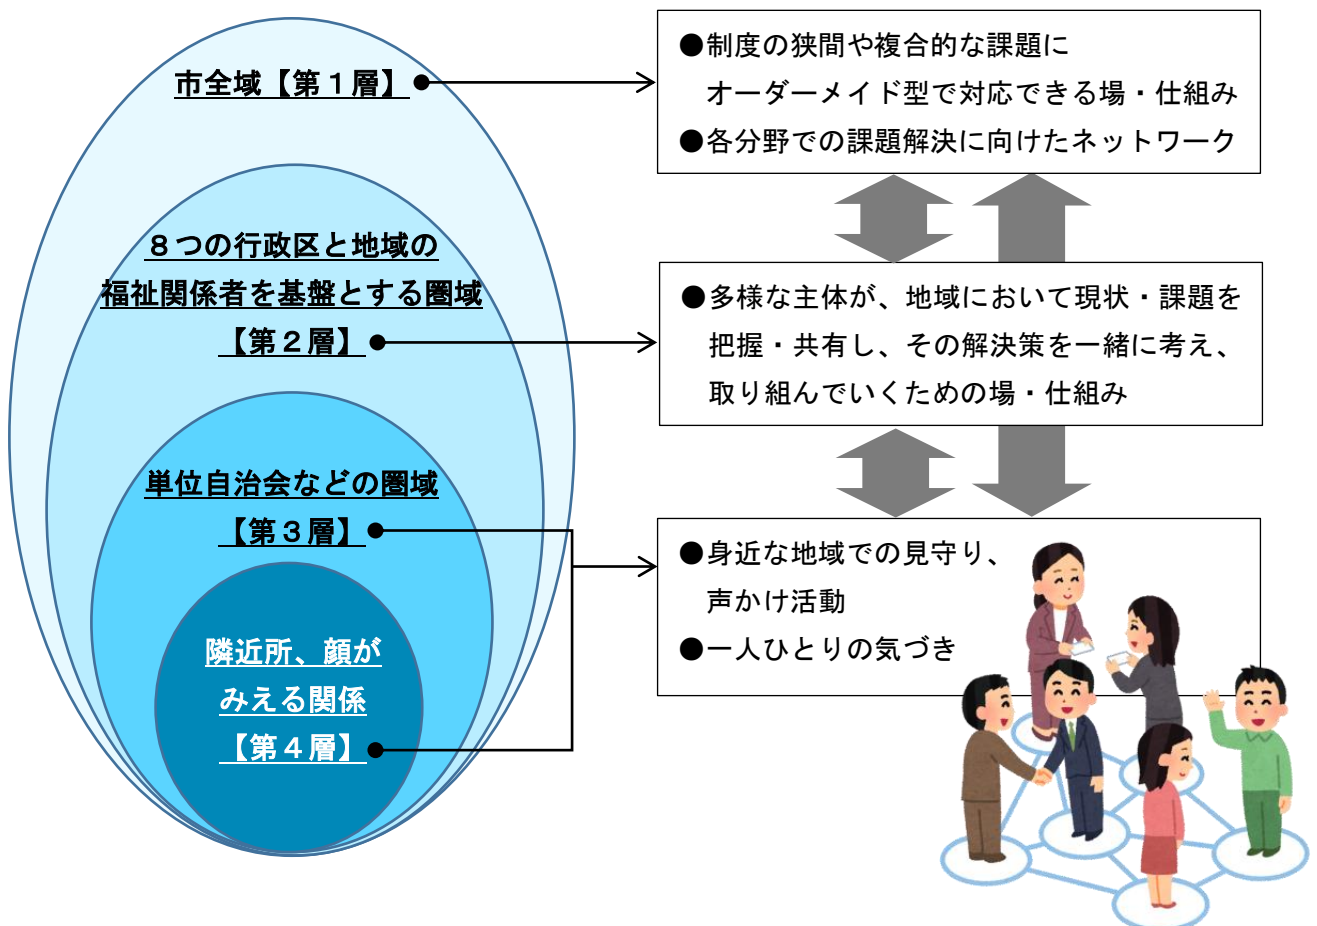 市全域【第１層】
８つの行政区と地域の
福祉関係者を基盤とする圏域
【第２層】
単位自治会などの圏域
【第３層】
隣近所、顔が
みえる関係
【第４層】
●制度の狭間や複合的な課題に
オーダーメイド型で対応できる場・仕組み
●各分野での課題解決に向けたネットワーク
●多様な主体が、地域において現状・課題を
把握・共有し、その解決策を一緒に考え、
取り組んでいくための場・仕組み
●身近な地域での見守り、
声かけ活動
●一人ひとりの気づき